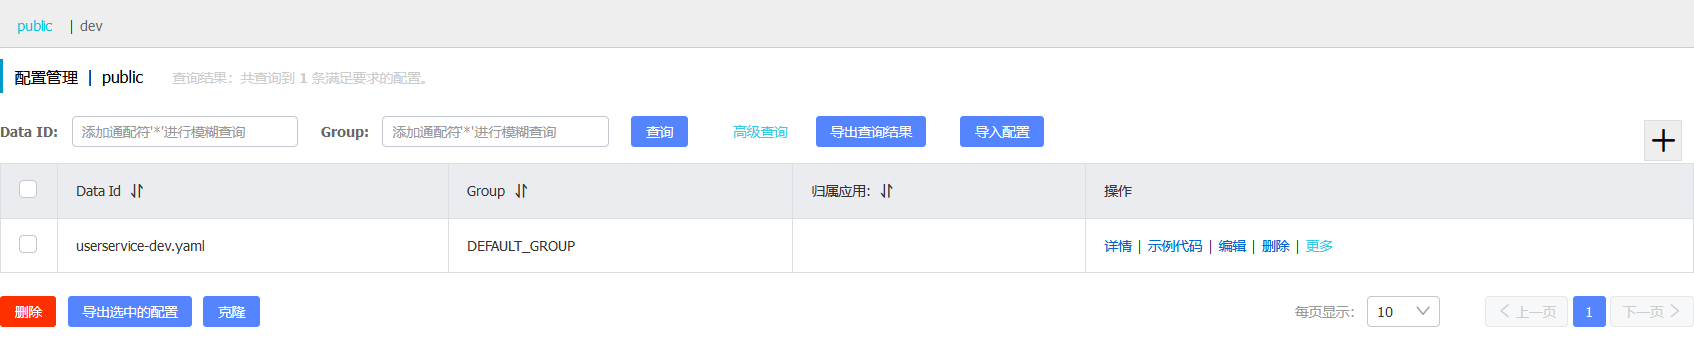 public | dev
配置管理 | public 查询结果：共查询到 1 条满足要求的配置。
Data ID: 添加通配符'*'进行模糊查询 Group: 添加通配符'*'进行模糊查询 查询 高级查询 导出查询结果 导入配置
Data Id Group 归属应用: 操作
userservice-dev.yaml DEFAULT_GROUP 详情 | 示例代码 | 编辑 | 删除 | 更多
删除 导出选中的配置 克隆 每页显示: 10 上一页 1 下一页